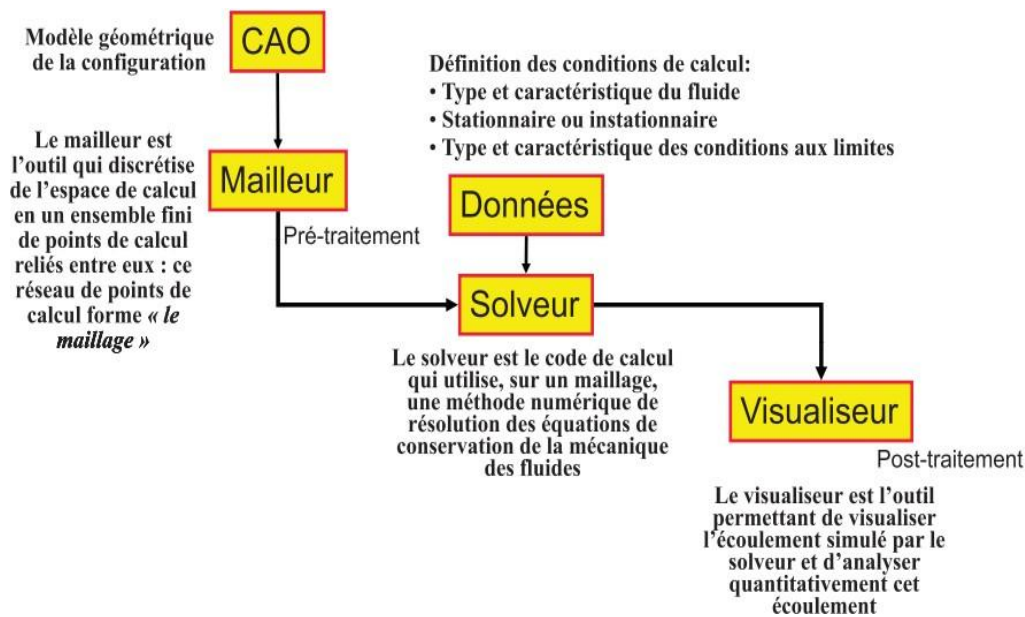 Modèle géométrique
de la configuration
CAO
Définition des conditions de calcul:
• Type et caractéristique du fluide
• Stationnaire ou instationnaire
• Type et caractéristique des conditions aux limites
Le mailleur est
l'outil qui discrétise
de l'espace de calcul
en un ensemble fini
de points de calcul
reliés entre eux : ce
réseau de points de
calcul forme « le
maillage »
Mailleur
Pré-traitement
Données
Solveur
Le solveur est le code de calcul
qui utilise, sur un maillage,
une méthode numérique de
résolution des équations de
conservation de la mécanique
des fluides
Visualiseur
Post-traitement
Le visualiseur est l'outil
permettant de visualiser
l'écoulement simulé par le
solveur et d'analyser
quantitativement cet
écoulement